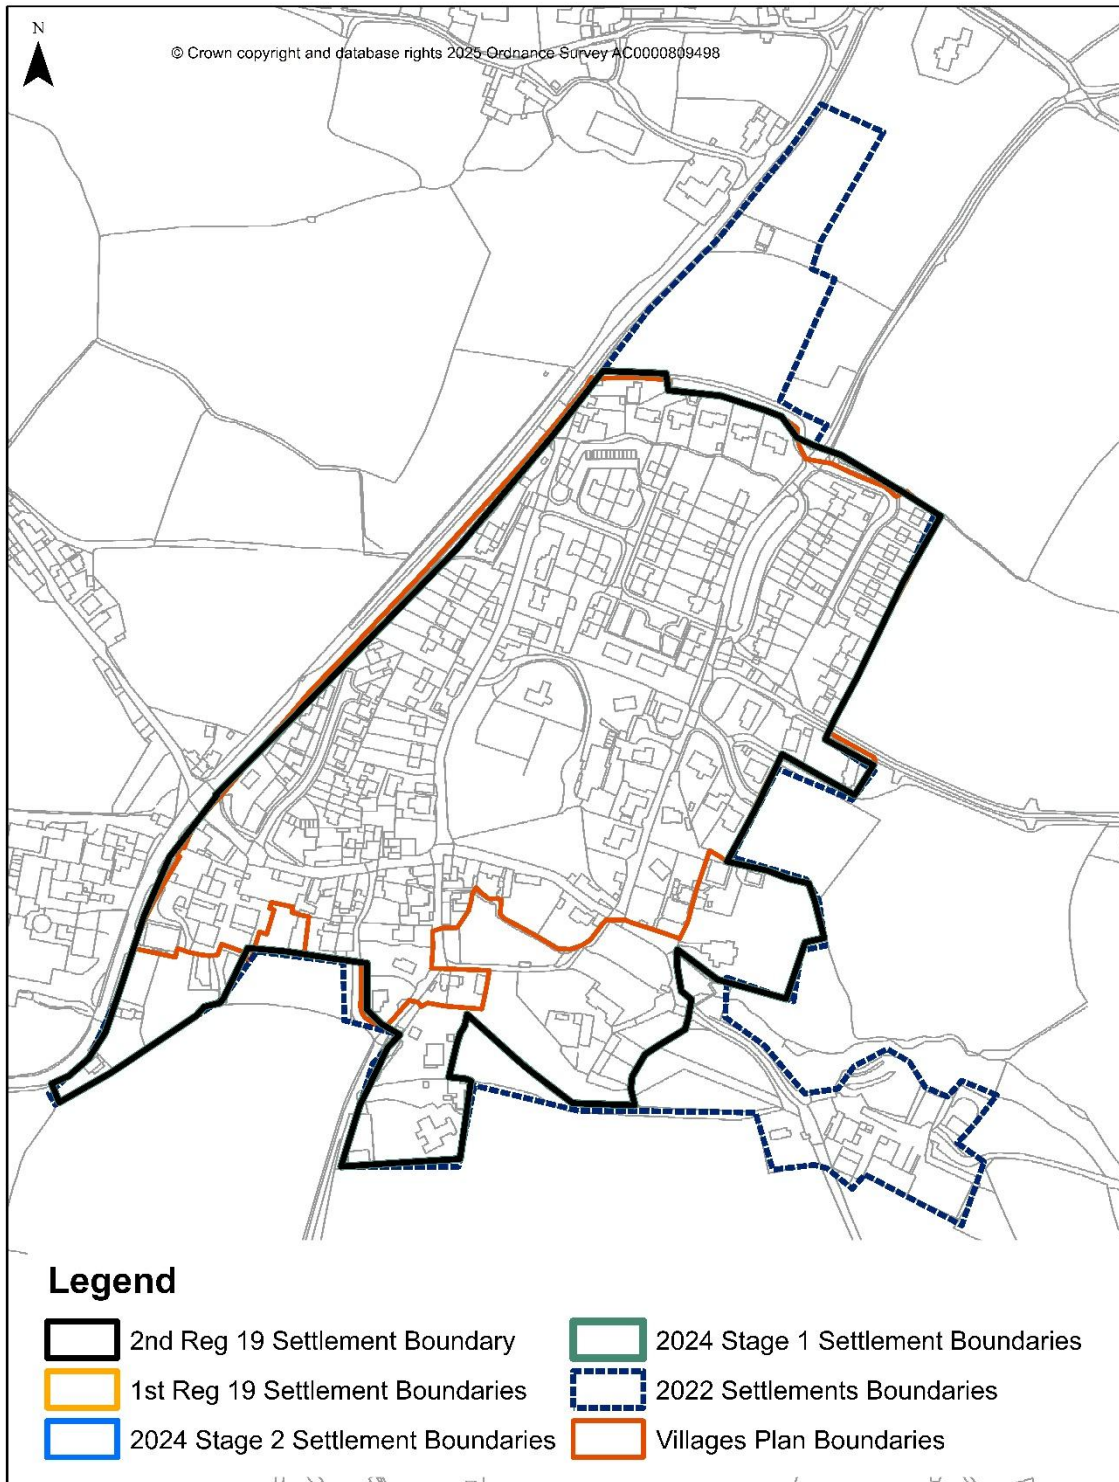 N
© Crown copyright and database rights 2025 Ordnance Survey AC0000809498
Legend
2nd Reg 19 Settlement Boundary
1st Reg 19 Settlement Boundaries
2024 Stage 2 Settlement Boundaries
2024 Stage 1 Settlement Boundaries
2022 Settlements Boundaries
Villages Plan Boundaries